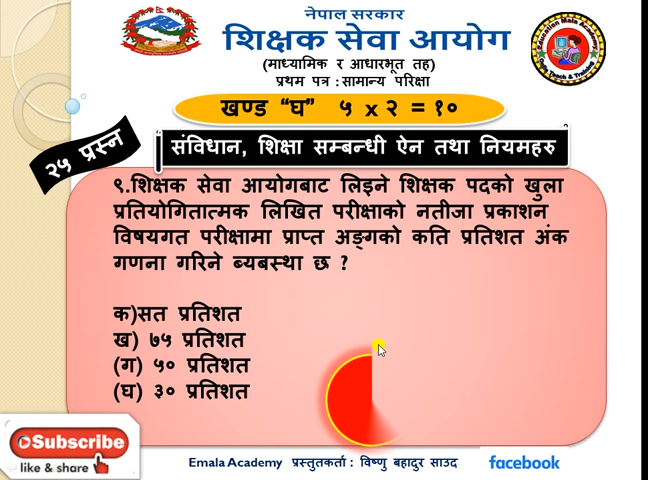 नेपाल सरकार
शिक्षक सेवा आयोग
(माध्यामिक र आधारभूत तह)
प्रथम पत्र : सामान्य परिक्षा
खण्ड “घ” ५ x २ = १०
२५ प्रस्न
संविधान, शिक्षा सम्बन्धी ऐन तथा नियमहरु
९.शिक्षक सेवा आयोगबाट लिइने शिक्षक पदको खुला
प्रतियोगितात्मक लिखित परीक्षाको नतीजा प्रकाशन
विषयगत परीक्षामा प्राप्त अङ्गको कति प्रतिशत अंक
गणना गरिने ब्यबस्था छ ?
क)सत प्रतिशत
ख) ७५ प्रतिशत
(ग) ५० प्रतिशत
(घ) ३० प्रतिशत
Subscribe
like & share
Emala Academy प्रस्तुतकर्ता : विष्णु बहादुर साउद
facebook